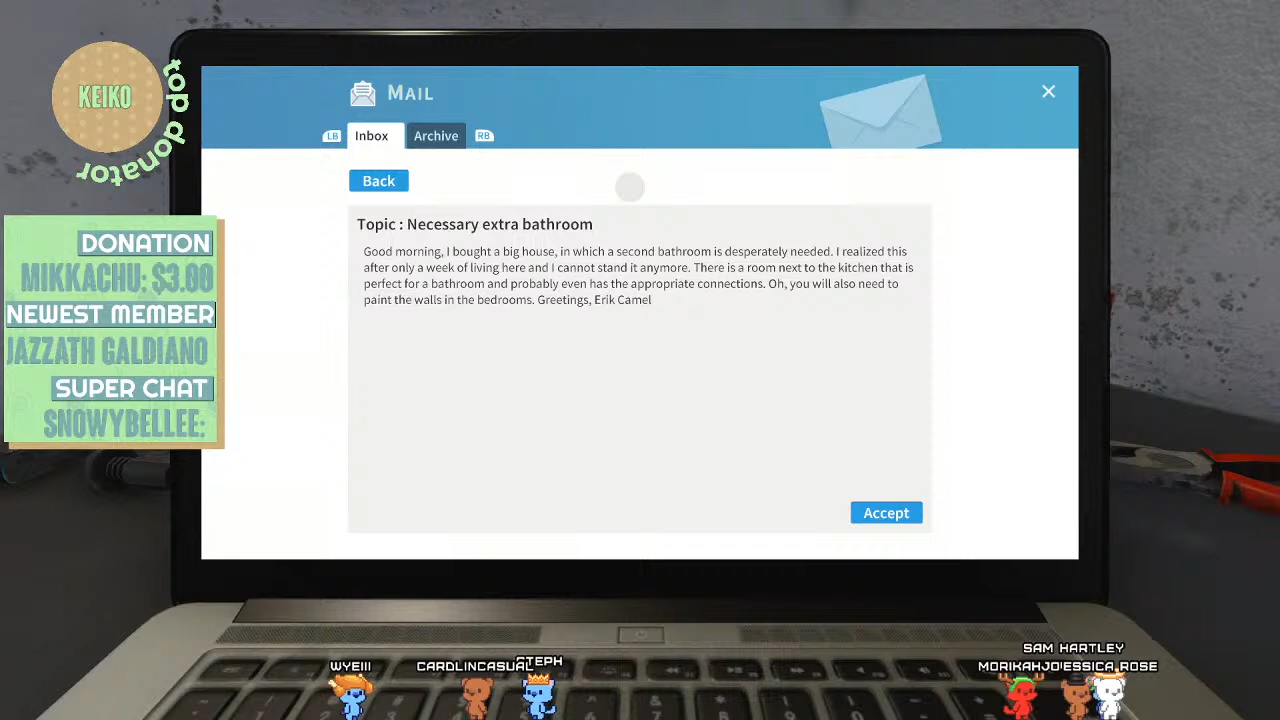 KEIKO
top donator
DONATION
MIKKACHU: $3.00
NEWEST MEMBER
JAZZATH GALDIANO
SUPER CHAT
SNOWYBELLEE:
MAIL
LB
Inbox
Archive
RB
Back
Topic : Necessary extra bathroom
Good morning, I bought a big house, in which a second bathroom is desperately needed. I realized this
after only a week of living here and I cannot stand it anymore. There is a room next to the kitchen that is
perfect for a bathroom and probably even has the appropriate connections. Oh, you will also need to
paint the walls in the bedrooms. Greetings, Erik Camel
Accept
WYEIII
CARDLINCASUAL
STEPH
SAM HARTLEY
JESSICA ROSE